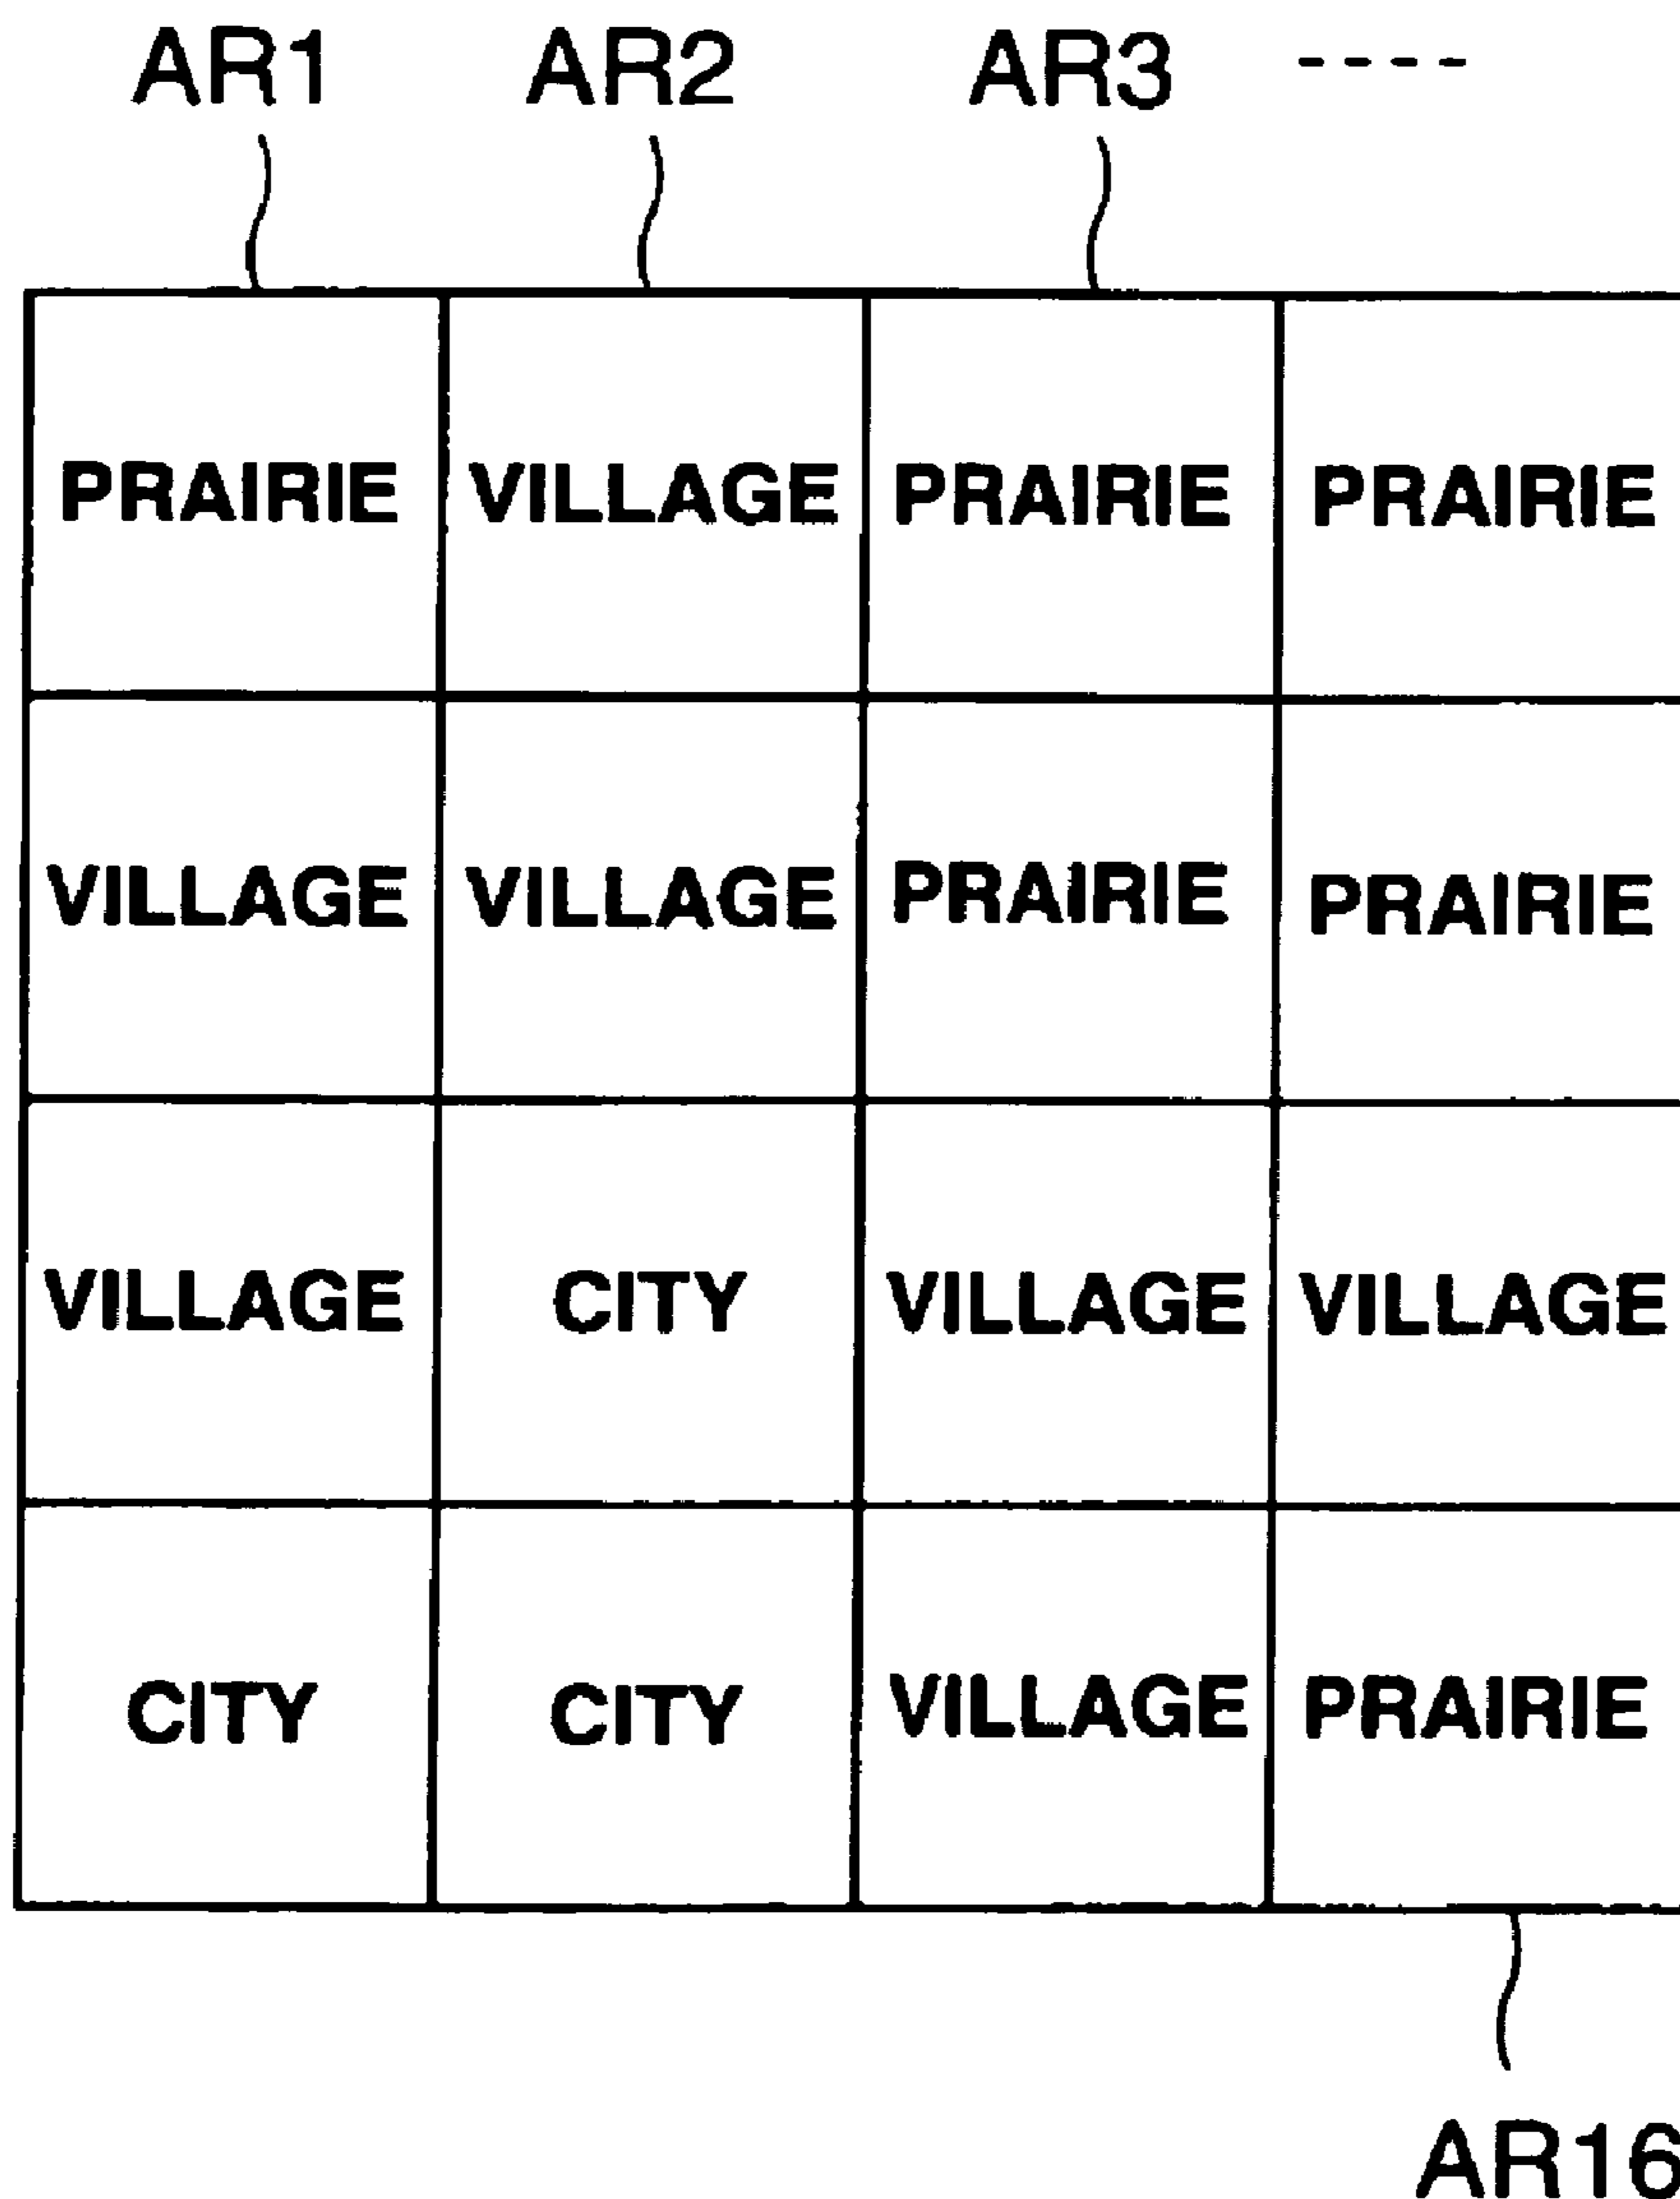 AR1 AR2 AR3 ----
PRAIRIE VILLAGE PRAIRIE PRAIRIE
VILLAGE VILLAGE PRAIRIE PRAIRIE
VILLAGE CITY VILLAGE VILLAGE
CITY CITY VILLAGE PRAIRIE
AR16